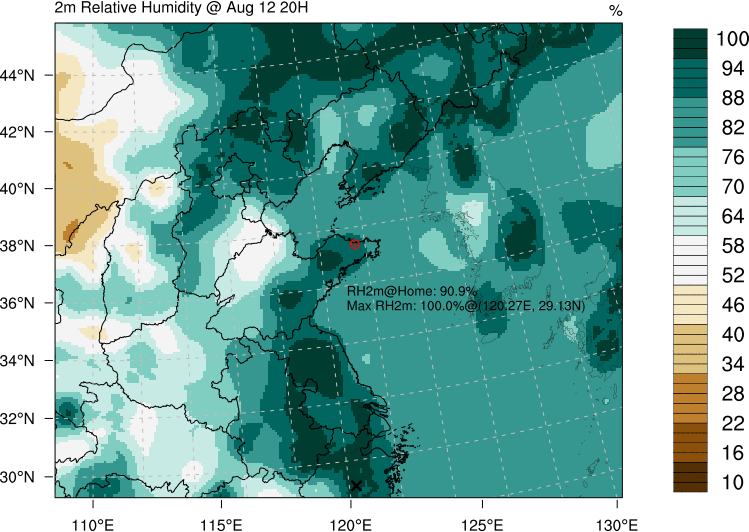 2m Relative Humidity @ Aug 12 20H
%
44°N
42°N
40°N
38°N
36°N
34°N
32°N
30°N
RH2m@Home: 90.9%
Max RH2m: 100.0%@(120.27E, 29.13N)
110°E
115°E
120°E
125°E
130°E
100
94
88
82
76
70
64
58
52
46
40
34
28
22
16
10